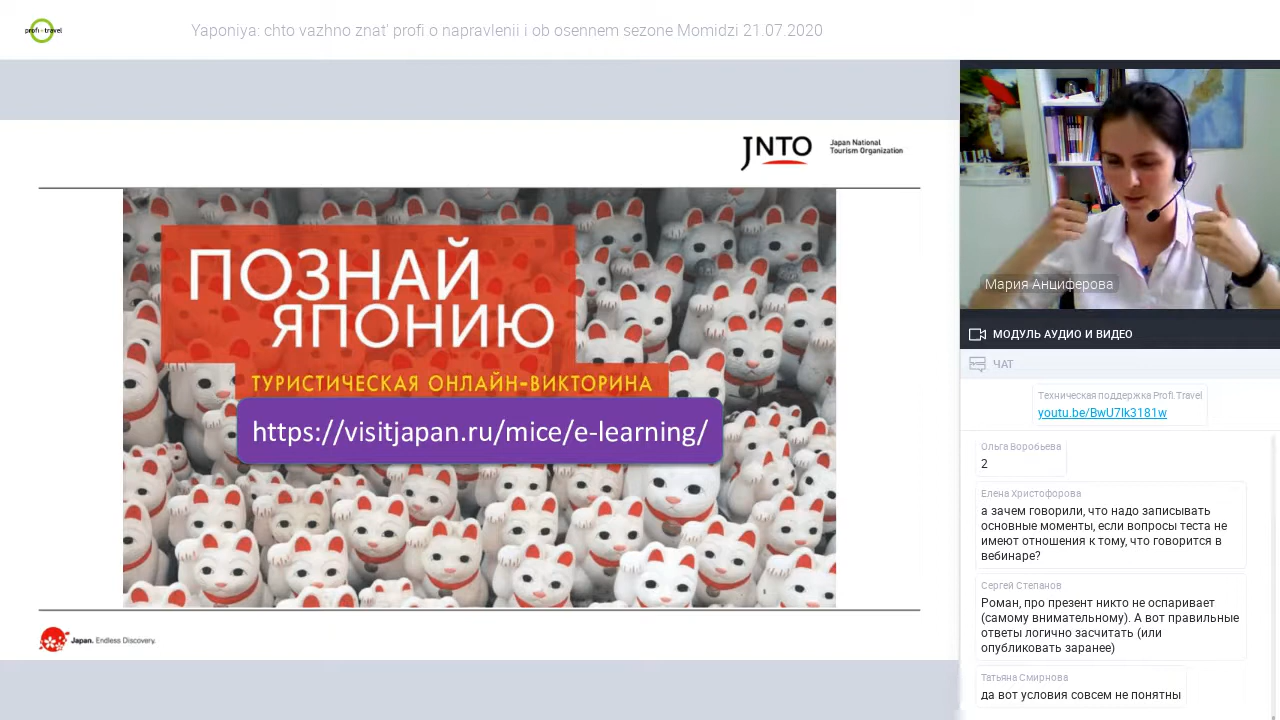 profi - travel
Yaponiya: chto vazhno znat' profi o napravlenii i ob osennem sezone Momidzi 21.07.2020
JNTO
Japan National
Tourism Organization
ПОЗНАЙ
ЯПОНИЮ
ТУРИСТИЧЕСКАЯ ОНЛАЙН-ВИКТОРИНА
https://visitjapan.ru/mice/e-learning/
Japan. Endless Discovery.
Мария Анциферова
МОДУЛЬ АУДИО И ВИДЕО
ЧАТ
Техническая поддержка Profi.Travel
youtu.be/BwU7lk3181w
Ольга Воробьева
2
Елена Христофорова
а зачем говорили, что надо записывать
основные моменты, если вопросы теста не
имеют отношения к тому, что говорится в
вебинаре?
Сергей Степанов
Роман, про презент никто не оспаривает
(самому внимательному). А вот правильные
ответы логично засчитать (или
опубликовать заранее)
Татьяна Смирнова
да вот условия совсем не понятны